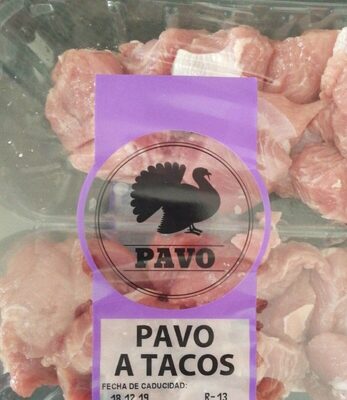 PAVO
PAVO
A TACOS
FECHA DE CADUCIDAD:
18.12.19 R-13